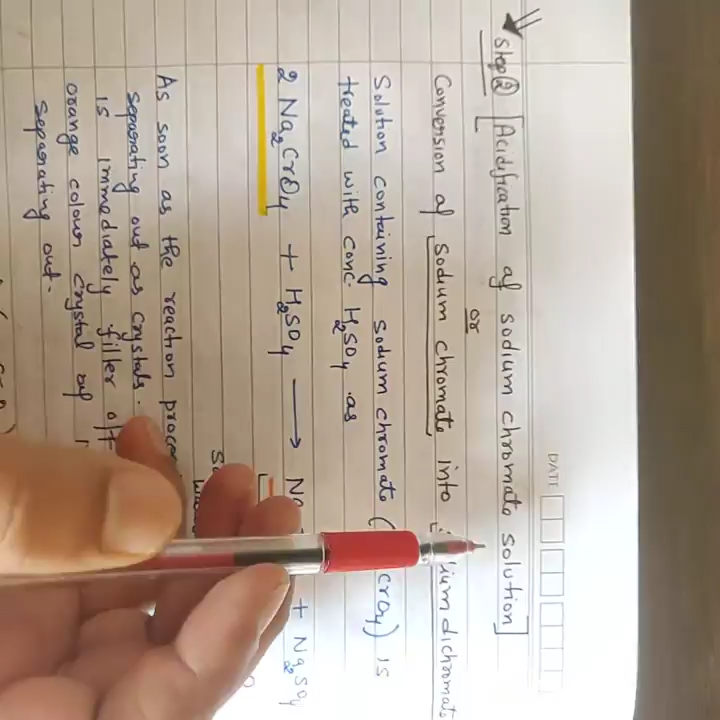 DATE
Step② [Acidification of sodium chromate solution]
or
Conversion of sodium chromate into dichromate
Solution containing sodium chromate ( CrO4) is
treated with conc. H2SO4 as
2 Na2CrO4 + H2SO4 → + Na2SO4
As soon as the reaction
separating out as crystals.
is immediately filter off
orange colour crystal of
separating out.